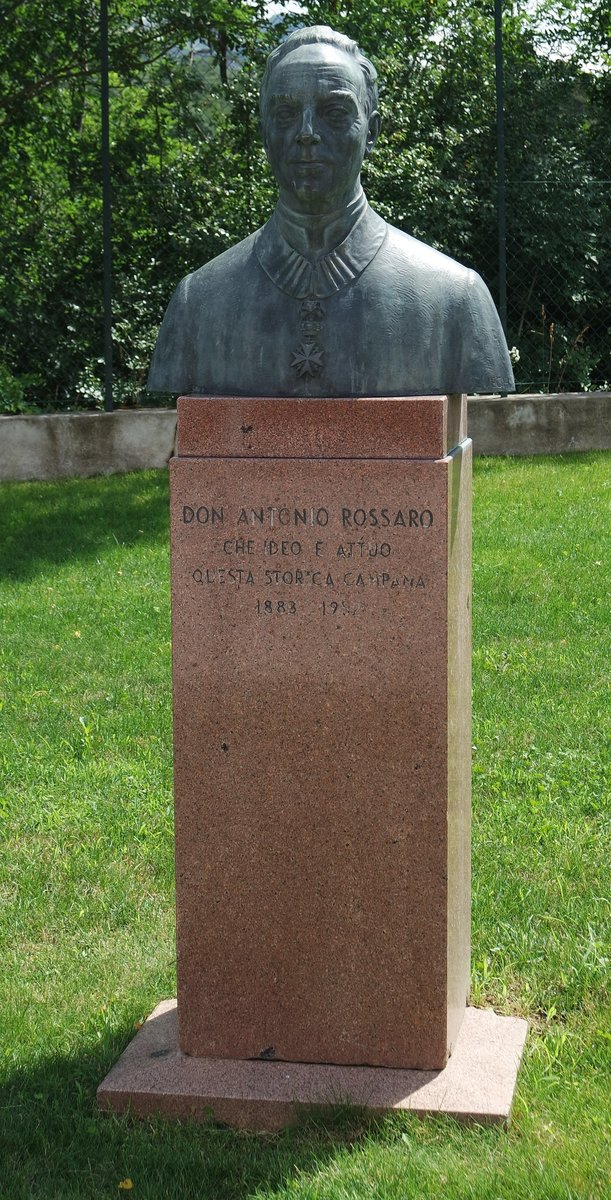 DON ANTONIO ROSSARO
CHE IDEO E ATTUO
QUESTA STORICA CAMPANA
1883